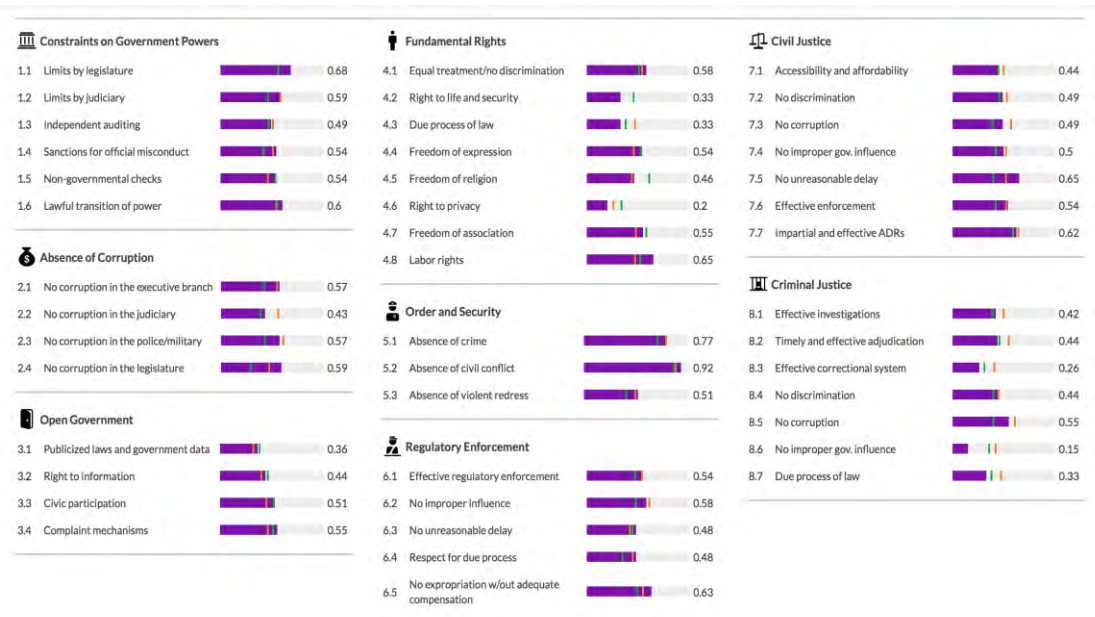 Constraints on Government Powers
1.1 Limits by legislature 0.68
1.2 Limits by judiciary 0.59
1.3 Independent auditing 0.49
1.4 Sanctions for official misconduct 0.54
1.5 Non-governmental checks 0.54
1.6 Lawful transition of power 0.6
Absence of Corruption
2.1 No corruption in the executive branch 0.57
2.2 No corruption in the judiciary 0.43
2.3 No corruption in the police/military 0.57
2.4 No corruption in the legislature 0.59
Open Government
3.1 Publicized laws and government data 0.36
3.2 Right to information 0.44
3.3 Civic participation 0.51
3.4 Complaint mechanisms 0.55
Fundamental Rights
4.1 Equal treatment/no discrimination 0.58
4.2 Right to life and security 0.33
4.3 Due process of law 0.33
4.4 Freedom of expression 0.54
4.5 Freedom of religion 0.46
4.6 Right to privacy 0.2
4.7 Freedom of association 0.55
4.8 Labor rights 0.65
Order and Security
5.1 Absence of crime 0.77
5.2 Absence of civil conflict 0.92
5.3 Absence of violent redress 0.51
Regulatory Enforcement
6.1 Effective regulatory enforcement 0.54
6.2 No improper influence 0.58
6.3 No unreasonable delay 0.48
6.4 Respect for due process 0.48
6.5 No expropriation w/out adequate
compensation 0.63
Civil Justice
7.1 Accessibility and affordability 0.44
7.2 No discrimination 0.49
7.3 No corruption 0.49
7.4 No improper gov. influence 0.5
7.5 No unreasonable delay 0.65
7.6 Effective enforcement 0.54
7.7 Impartial and effective ADRs 0.62
Criminal Justice
8.1 Effective investigations 0.42
8.2 Timely and effective adjudication 0.44
8.3 Effective correctional system 0.26
8.4 No discrimination 0.44
8.5 No corruption 0.55
8.6 No improper gov. influence 0.15
8.7 Due process of law 0.33